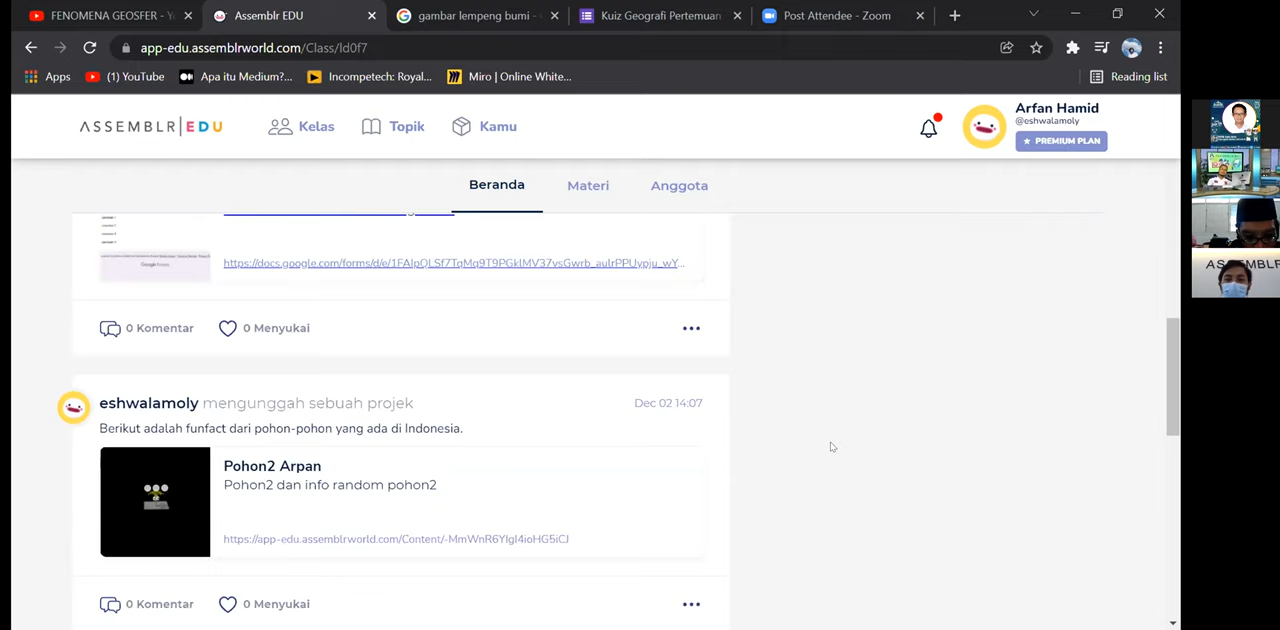 FENOMENA GEOSFER - Y
Assemblr EDU
gambar lempeng bumi -
Kuiz Geografi Pertemuan
Post Attendee - Zoom
app-edu.assemblrworld.com/Class/Id0f7
Apps
(1) YouTube
Apa itu Medium?...
Incompetech: Royal...
Miro | Online White...
Reading list
ASSEMBLR|EDU
Kelas
Topik
Kamu
Arfan Hamid
@eshwalamoly
PREMIUM PLAN
Beranda
Materi
Anggota
https://docs.google.com/forms/d/e/1FAIpQLSf7TqMq9T9PGklMV37vsGwrb_aulrPPUypju_wY...
0 Komentar
0 Menyukai
eshwalamoly mengunggah sebuah projek
Dec 02 14:07
Berikut adalah funfact dari pohon-pohon yang ada di Indonesia.
Pohon2 Arpan
Pohon2 dan info random pohon2
https://app-edu.assemblrworld.com/Content/-MmWnR6YIgI4ioHG5iCJ
0 Komentar
0 Menyukai